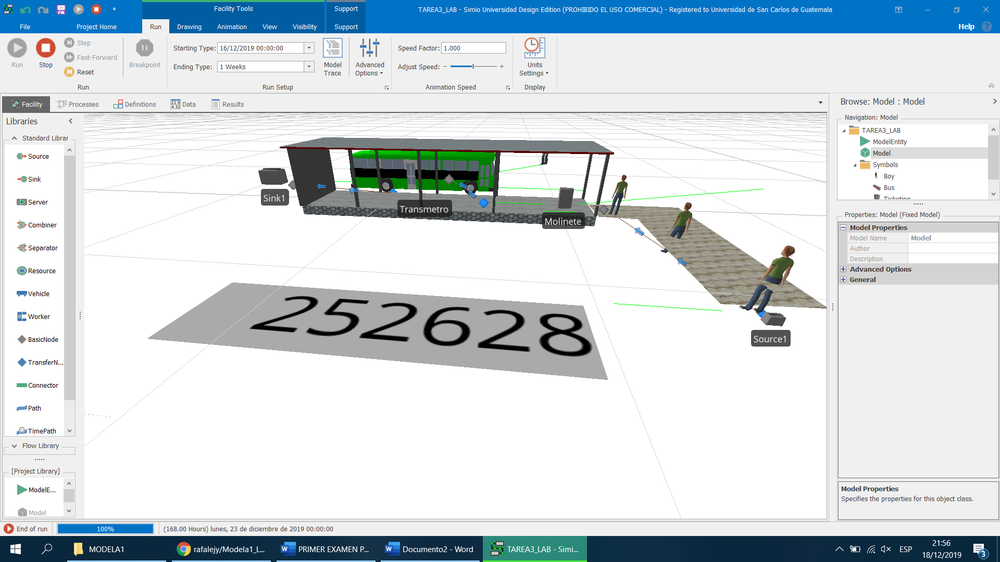 Facility Tools
Support
TAREA3_LAB - Simio Universidad Design Edition (PROHIBIDO EL USO COMERCIAL) - Registered to Universidad de San Carlos de Guatemala
File
Project Home
Run
Drawing
Animation
View
Visibility
Support
Help
Run
Stop
Step
Fast-Forward
Reset
Breakpoint
Starting Type: 16/12/2019 00:00:00
Ending Type: 1 Weeks
Model Trace
Advanced Options
Speed Factor: 1.000
Adjust Speed: − +
Units Settings
Run
Run Setup
Animation Speed
Display
Facility
Processes
Definitions
Data
Results
Libraries
Standard Librar
Source
Sink
Server
Combiner
Separator
Resource
Vehicle
Worker
BasicNode
TransferN...
Connector
Path
TimePath
Flow Library
[Project Library]
ModelE...
Model
Sink1
Transmetro
Molinete
Source1
252628
Browse: Model : Model
Navigation: Model
TAREA3_LAB
ModelEntity
Model
Symbols
Boy
Bus
Ticketing
Properties: Model (Fixed Model)
Model Properties
Model Name Model
Author
Description
Advanced Options
General
Model Properties
Specifies the properties for this object class.
End of run
100%
(168.00 Hours) lunes, 23 de diciembre de 2019 00:00:00
MODELA1
rafalejy/Modela1_L...
PRIMER EXAMEN P...
Documento2 - Word
TAREA3_LAB - Simi...
ESP
21:56
18/12/2019
3